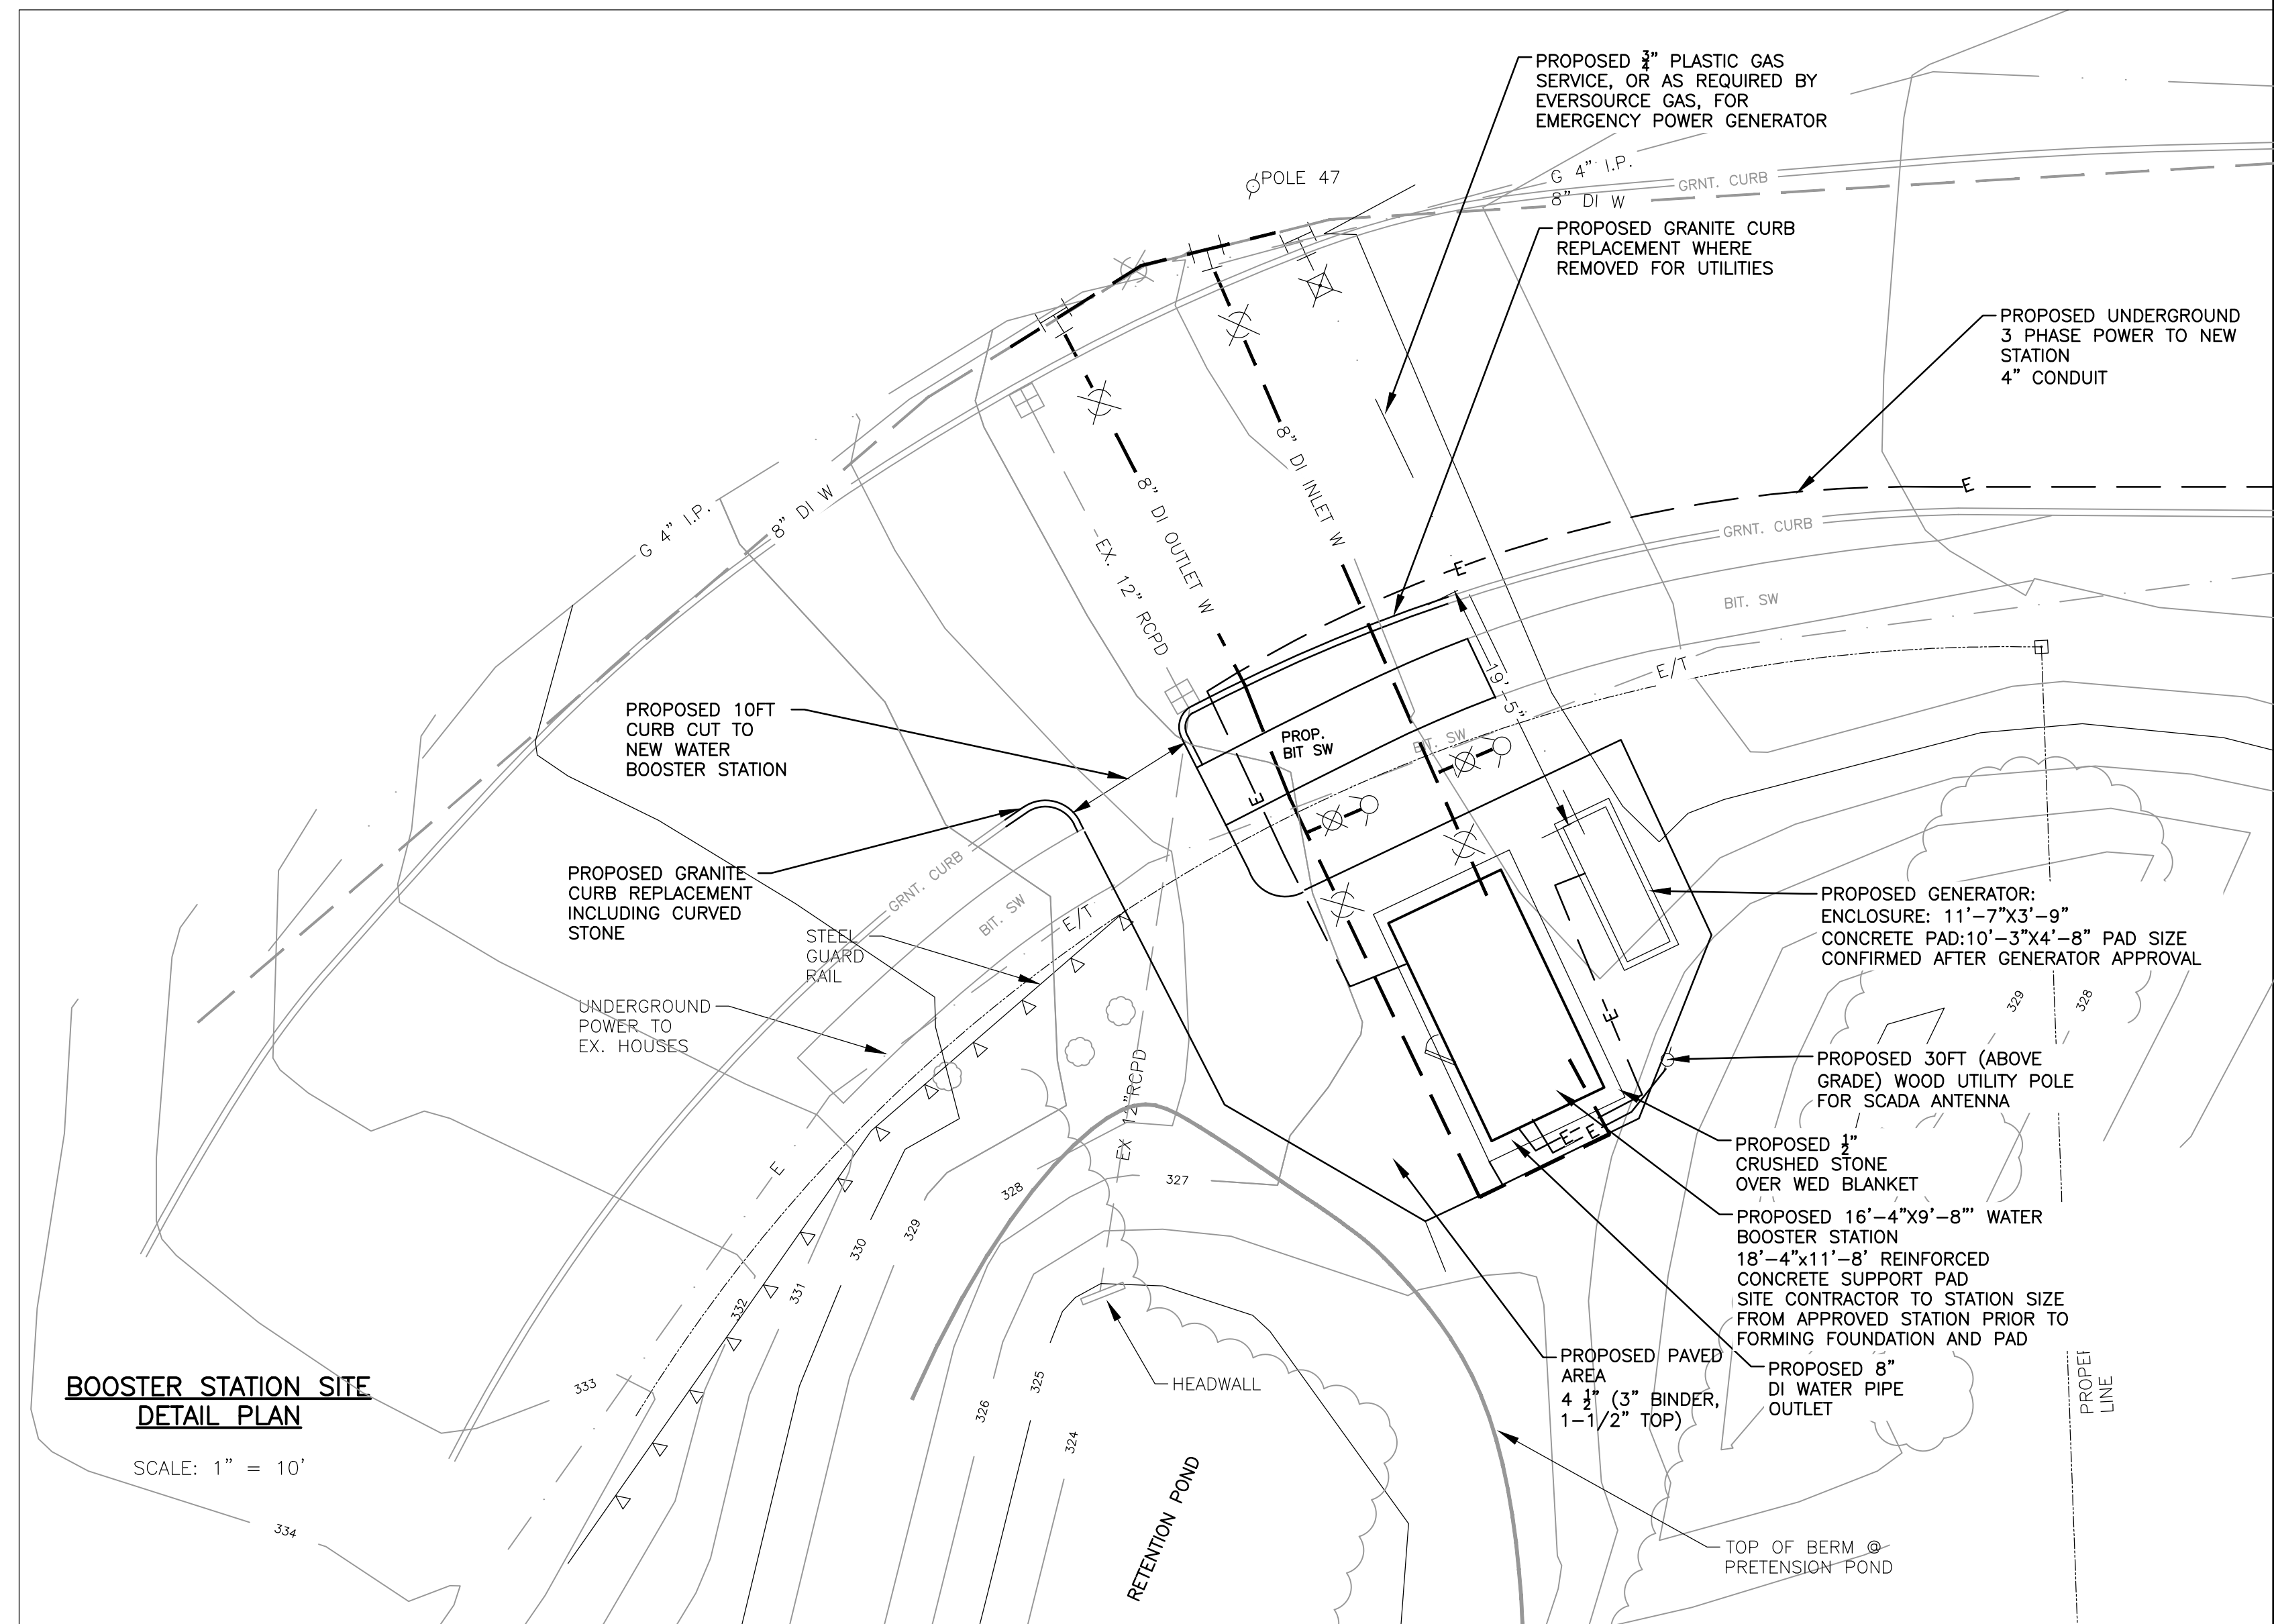 PROPOSED 3/4" PLASTIC GAS
SERVICE, OR AS REQUIRED BY
EVERSOURCE GAS, FOR
EMERGENCY POWER GENERATOR
POLE 47
G 4" I.P.
8" DI W
GRNT. CURB
PROPOSED GRANITE CURB
REPLACEMENT WHERE
REMOVED FOR UTILITIES
PROPOSED UNDERGROUND
3 PHASE POWER TO NEW
STATION
4" CONDUIT
E
GRNT. CURB
BIT. SW
E/T
G 4" I.P.
8" DI W
8" DI OUTLET W
8" DI INLET W
EX. 12" RCPD
E
19'-5"
PROPOSED 10FT
CURB CUT TO
NEW WATER
BOOSTER STATION
PROP.
BIT SW
BIT. SW
E
PROPOSED GRANITE
CURB REPLACEMENT
INCLUDING CURVED
STONE
GRNT. CURB
BIT. SW
E/T
STEEL
GUARD
RAIL
UNDERGROUND
POWER TO
EX. HOUSES
PROPOSED GENERATOR:
ENCLOSURE: 11'-7"X3'-9"
CONCRETE PAD:10'-3"X4'-8" PAD SIZE
CONFIRMED AFTER GENERATOR APPROVAL
329
328
E
PROPOSED 30FT (ABOVE
GRADE) WOOD UTILITY POLE
FOR SCADA ANTENNA
EX 12"RCPD
E
E
E
PROPOSED 1/2"
CRUSHED STONE
OVER WED BLANKET
327
328
329
330
331
332
PROPOSED 16'-4"X9'-8"' WATER
BOOSTER STATION
18'-4"x11'-8' REINFORCED
CONCRETE SUPPORT PAD
SITE CONTRACTOR TO STATION SIZE
FROM APPROVED STATION PRIOR TO
FORMING FOUNDATION AND PAD
PROPOSED PAVED
AREA
4 1/2" (3" BINDER,
1-1/2" TOP)
PROPOSED 8"
DI WATER PIPE
OUTLET
LINE
HEADWALL
333
325
326
324
BOOSTER STATION SITE
DETAIL PLAN
SCALE: 1" = 10'
334
RETENTION POND
TOP OF BERM @
PRETENSION POND